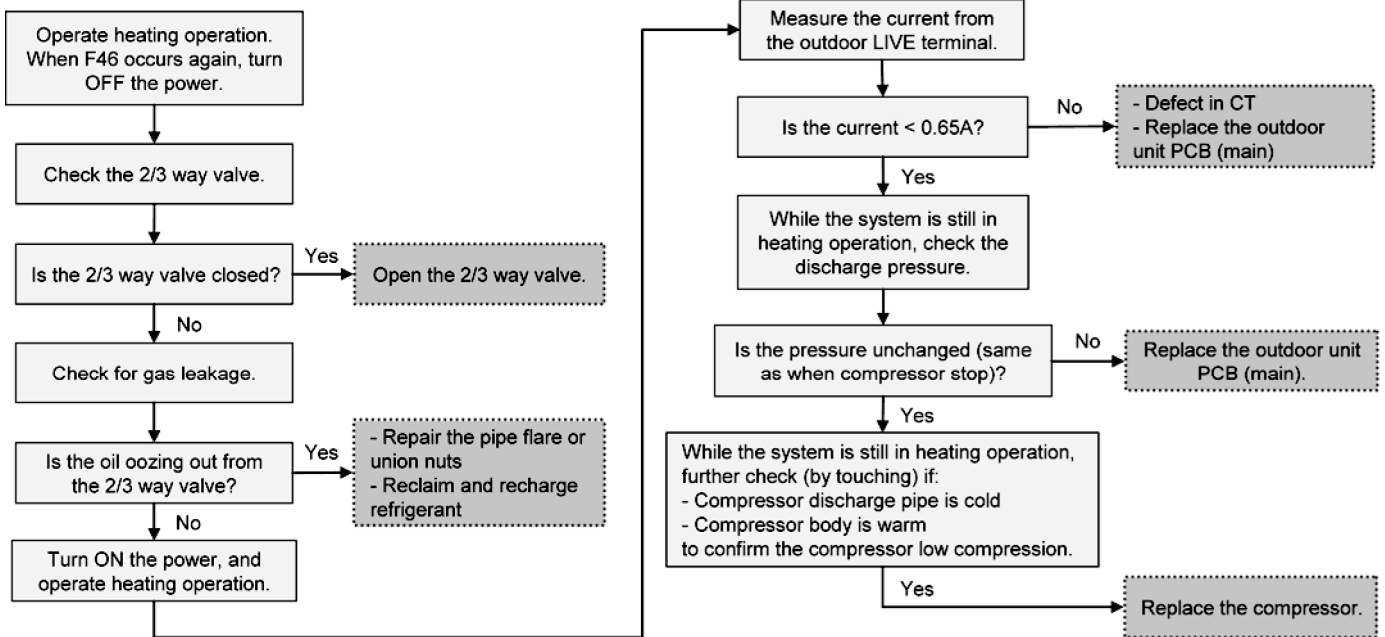 Operate heating operation.
When F46 occurs again, turn
OFF the power.
Check the 2/3 way valve.
Is the 2/3 way valve closed?
Yes
Open the 2/3 way valve.
No
Check for gas leakage.
Is the oil oozing out from
the 2/3 way valve?
Yes
- Repair the pipe flare or
union nuts
- Reclaim and recharge
refrigerant
No
Turn ON the power, and
operate heating operation.
Measure the current from
the outdoor LIVE terminal.
Is the current < 0.65A?
No
- Defect in CT
- Replace the outdoor
unit PCB (main)
Yes
While the system is still in
heating operation, check the
discharge pressure.
Is the pressure unchanged (same
as when compressor stop)?
No
Replace the outdoor unit
PCB (main).
Yes
While the system is still in heating operation,
further check (by touching) if:
- Compressor discharge pipe is cold
- Compressor body is warm
to confirm the compressor low compression.
Yes
Replace the compressor.